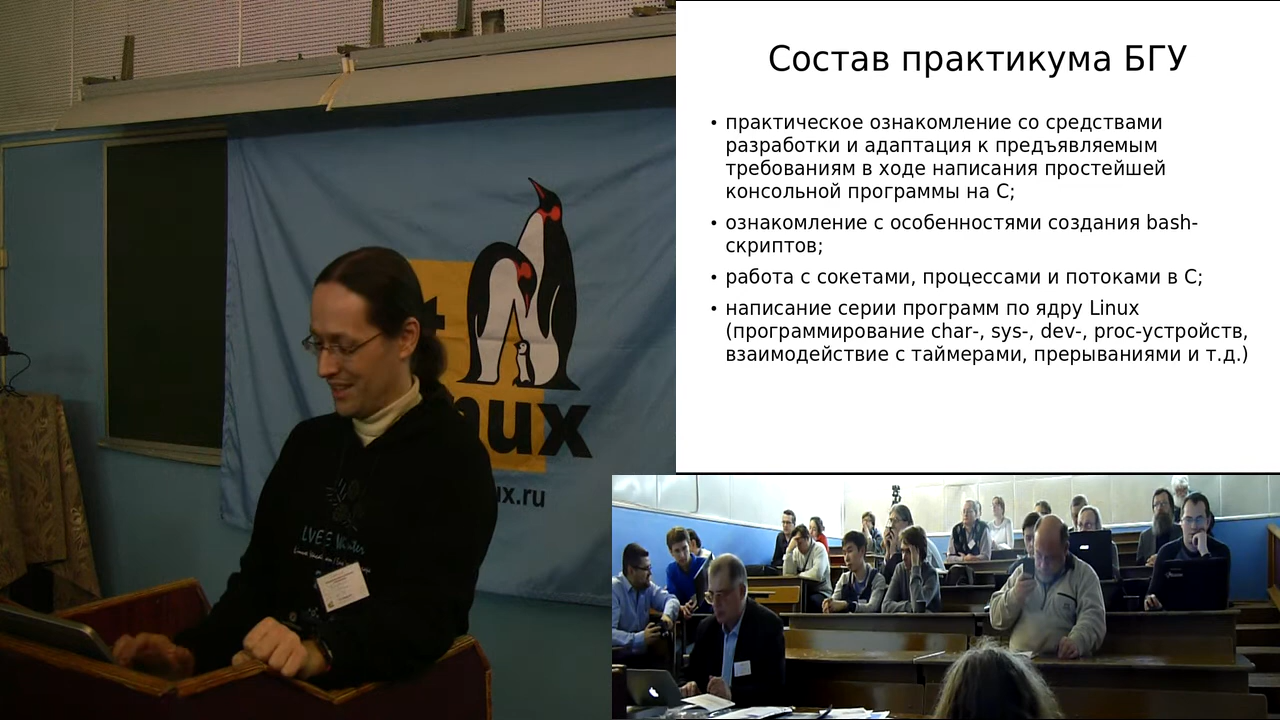 Состав практикума БГУ
• практическое ознакомление со средствами
разработки и адаптация к предъявляемым
требованиям в ходе написания простейшей
консольной программы на C;
• ознакомление с особенностями создания bash-
скриптов;
• работа с сокетами, процессами и потоками в C;
• написание серии программ по ядру Linux
(программирование char-, sys-, dev-, proc-устройств,
взаимодействие с таймерами, прерываниями и т.д.)
nux
ux.ru
LVEE Winter